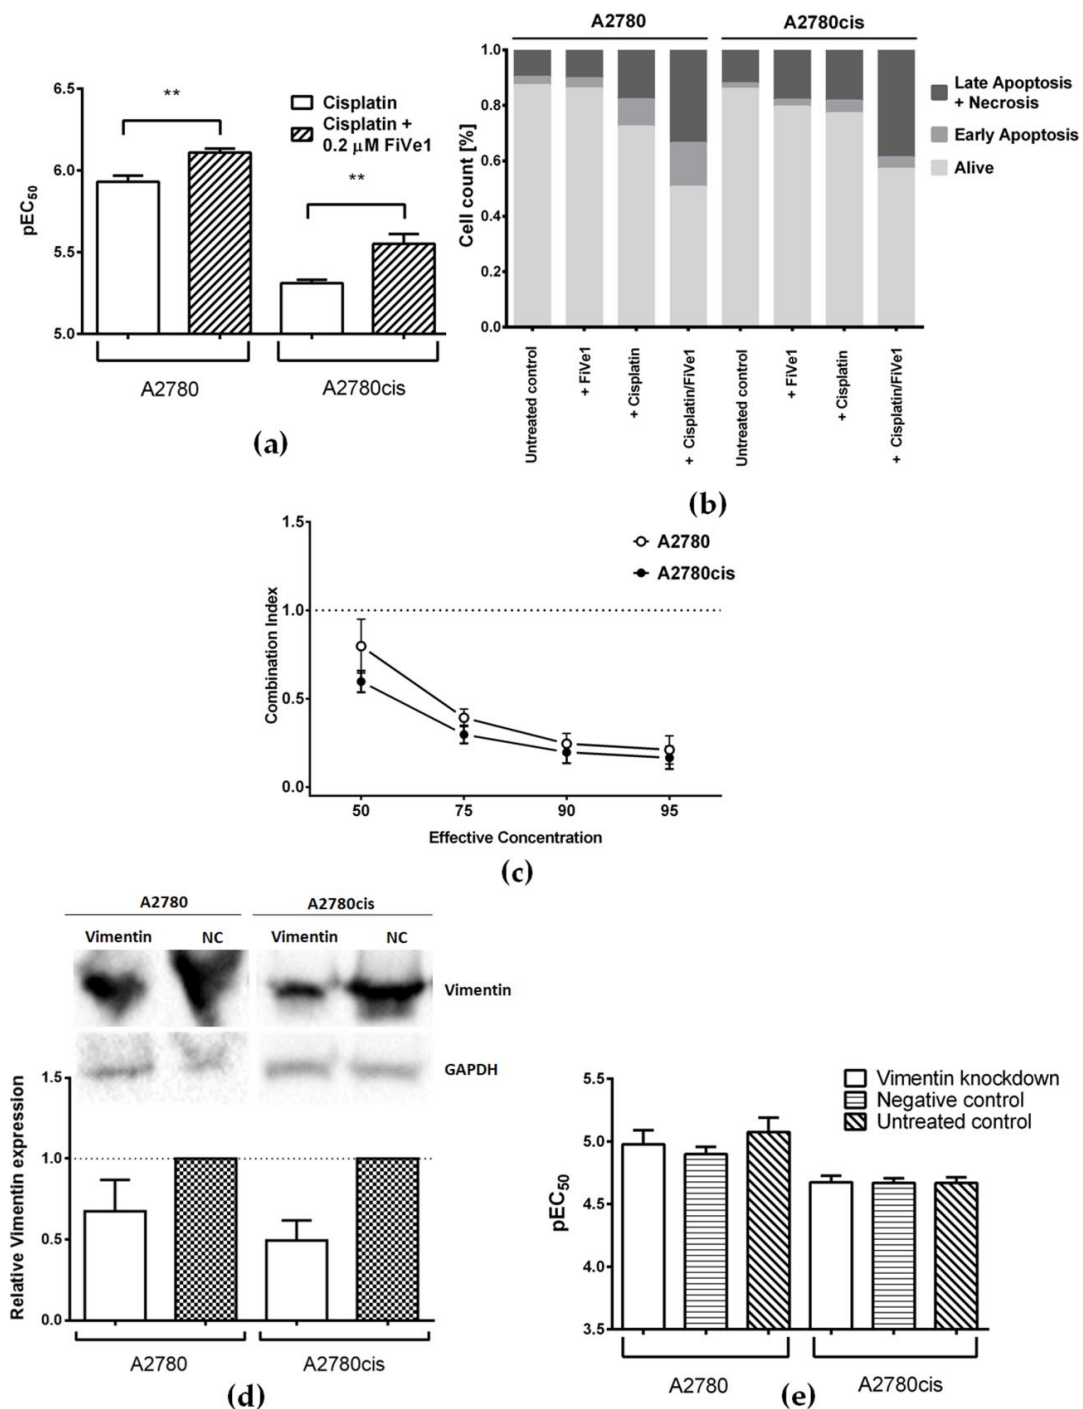 6.5
6.0
5.5
5.0
pEC50
**
**
Cisplatin
Cisplatin +
0.2 μM FiVe1
A2780
A2780cis
(a)
A2780
A2780cis
1.0
0.8
0.6
0.4
0.2
0.0
Cell count [%]
Late Apoptosis
+ Necrosis
Early Apoptosis
Alive
Untreated control
+ FiVe1
+ Cisplatin
+ Cisplatin/FiVe1
Untreated control
+ FiVe1
+ Cisplatin
+ Cisplatin/FiVe1
(b)
1.5
1.0
0.5
0.0
Combination Index
A2780
A2780cis
50
75
90
95
Effective Concentration
(c)
A2780
A2780cis
Vimentin
NC
Vimentin
NC
Vimentin
GAPDH
1.5
1.0
0.5
0.0
Relative Vimentin expression
A2780
A2780cis
(d)
5.5
5.0
4.5
4.0
3.5
pEC50
Vimentin knockdown
Negative control
Untreated control
A2780
A2780cis
(e)